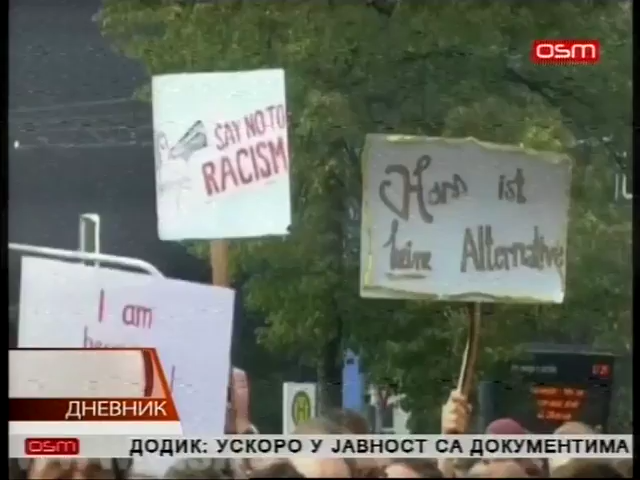 OSM
SAY NO TO
RACISM
Hass ist
keine Alternative
I am
H
ДНЕВНИК
OSM
ДОДИК: УСКОРО У ЈАВНОСТ СА ДОКУМЕНТИМА